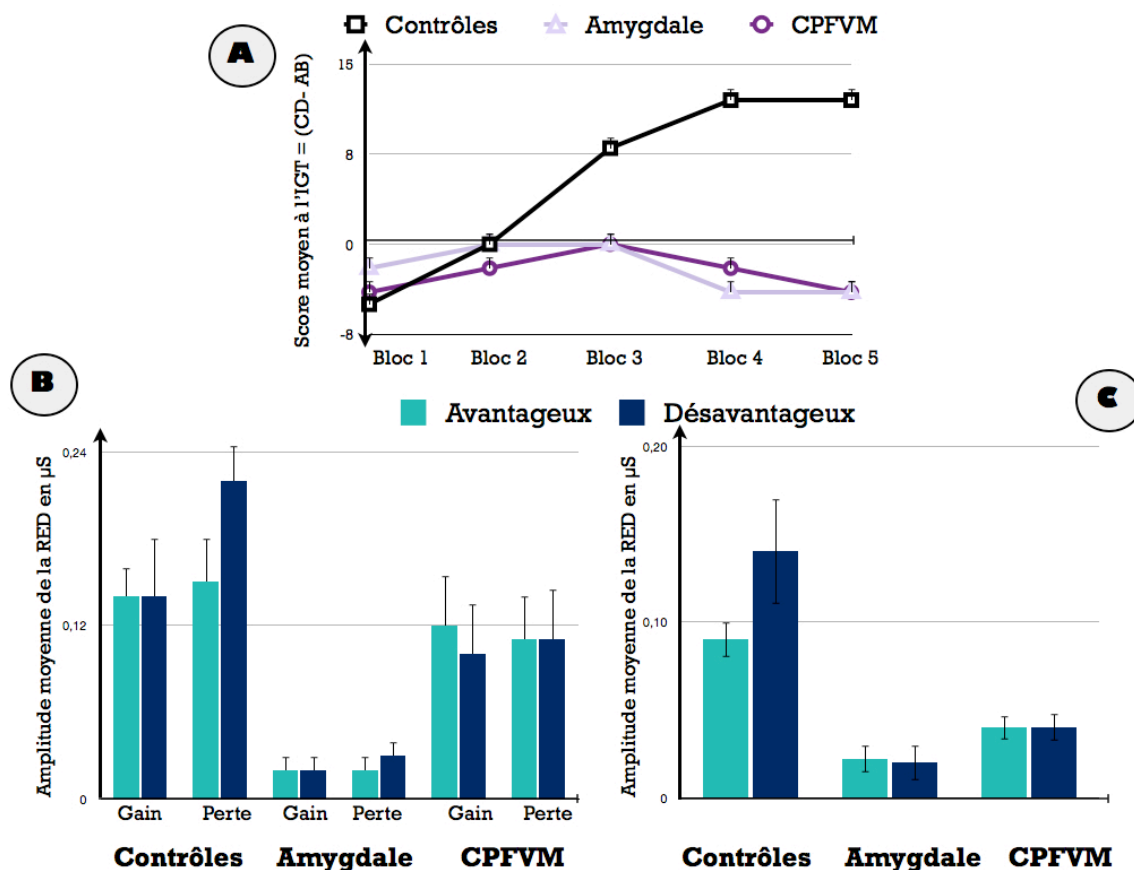 Contrôles Amygdale CPFVM
A
Score moyen à l'IGT = (CD- AB)
15
8
0
-8
Bloc 1 Bloc 2 Bloc 3 Bloc 4 Bloc 5
B
Avantageux Désavantageux
C
Amplitude moyenne de la RED en µS
0,24
0,12
0
Gain Perte Gain Perte Gain Perte
Contrôles Amygdale CPFVM
Amplitude moyenne de la RED en µS
0,20
0,10
0
Contrôles Amygdale CPFVM